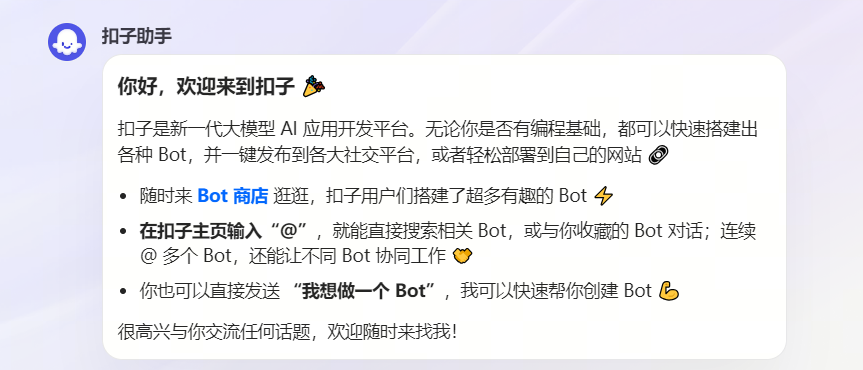 扣子助手
你好，欢迎来到扣子 🎉
扣子是新一代大模型 AI 应用开发平台。无论你是否有编程基础，都可以快速搭建出
各种 Bot，并一键发布到各大社交平台，或者轻松部署到自己的网站
• 随时来 Bot 商店 逛逛，扣子用户们搭建了超多有趣的 Bot ⚡
• 在扣子主页输入“@”，就能直接搜索相关 Bot，或与你收藏的 Bot 对话；连续
@ 多个 Bot，还能让不同 Bot 协同工作
• 你也可以直接发送 “我想做一个 Bot”，我可以快速帮你创建 Bot 💪
很高兴与你交流任何话题，欢迎随时来找我！